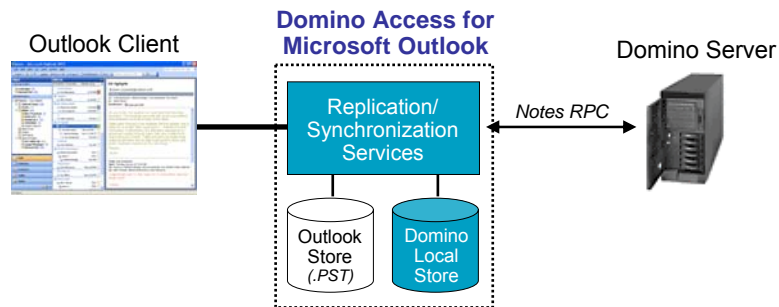 Outlook Client
Domino Access for
Microsoft Outlook
Domino Server
Replication/
Synchronization
Services
Notes RPC
Outlook
Store
(.PST)
Domino
Local
Store